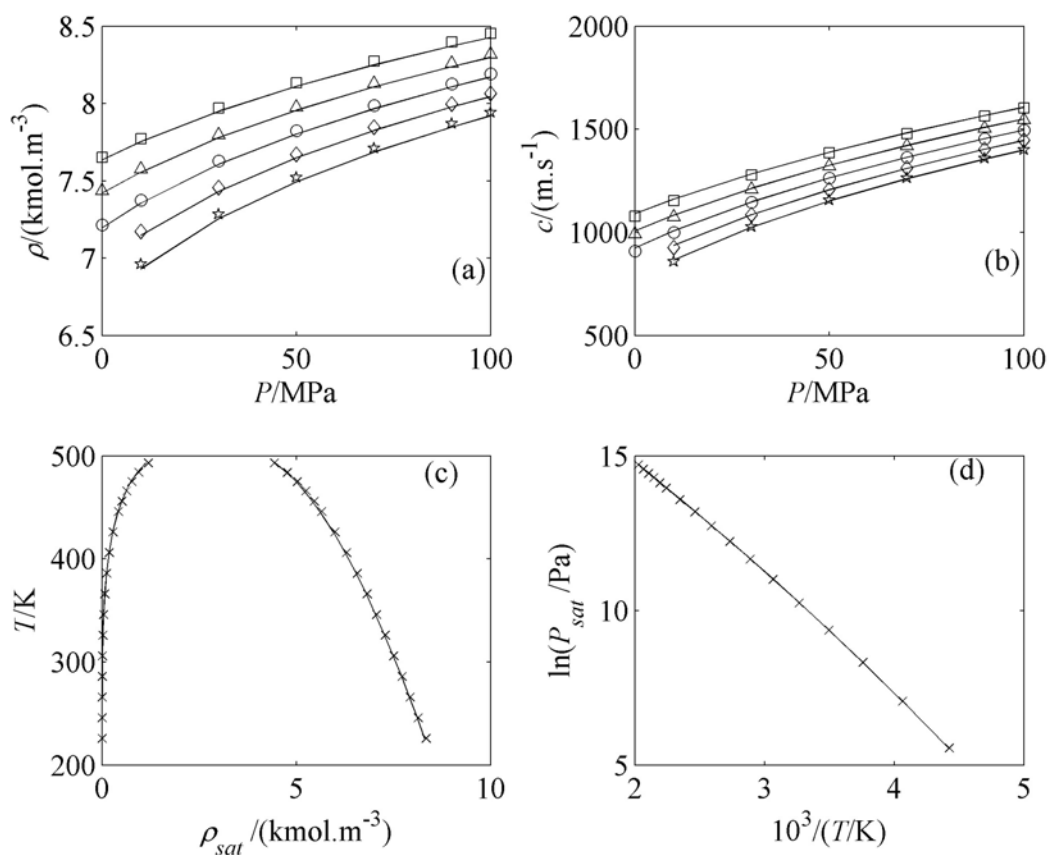 8.5
8
7.5
7
6.5
ρ/(kmol.m⁻³)
0
50
100
P/MPa
(a)
2000
1500
1000
500
c/(m.s⁻¹)
0
50
100
P/MPa
(b)
500
400
300
200
T/K
0
5
10
ρsat /(kmol.m⁻³)
(c)
15
10
5
ln(Psat /Pa)
2
3
4
5
10³/(T/K)
(d)